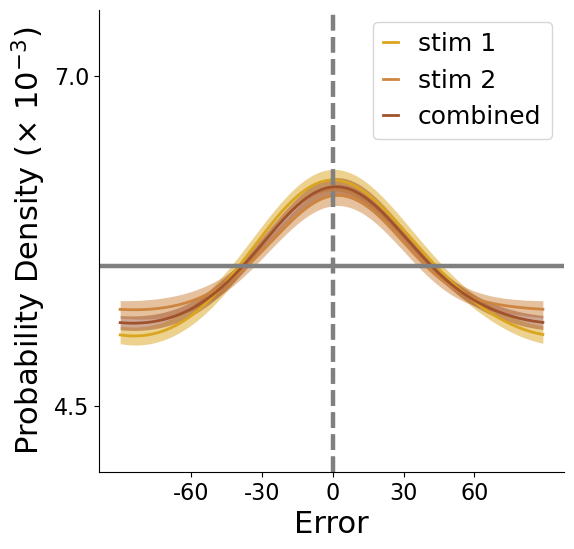 Probability Density (× 10⁻³)
7.0
4.5
stim 1
stim 2
combined
-60 -30 0 30 60
Error